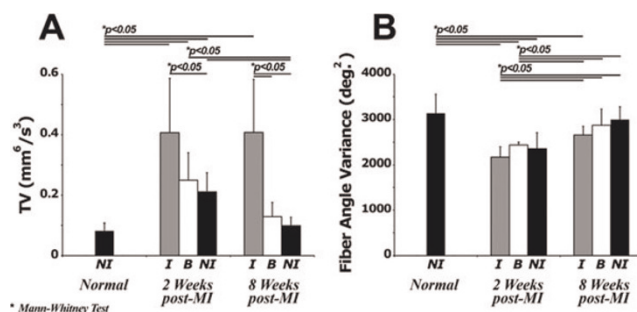 A
*p<0.05
*p<0.05
*p<0.05
*p<0.05
0.6
0.4
0.2
0
TV (mm6/s3)
NI
I B NI
I B NI
Normal
2 Weeks
post-MI
8 Weeks
post-MI
* Mann-Whitney Test
B
*p<0.05
*p<0.05
*p<0.05
4000
3000
2000
1000
0
Fiber Angle Variance (deg.2)
NI
I B NI
I B NI
Normal
2 Weeks
post-MI
8 Weeks
post-MI